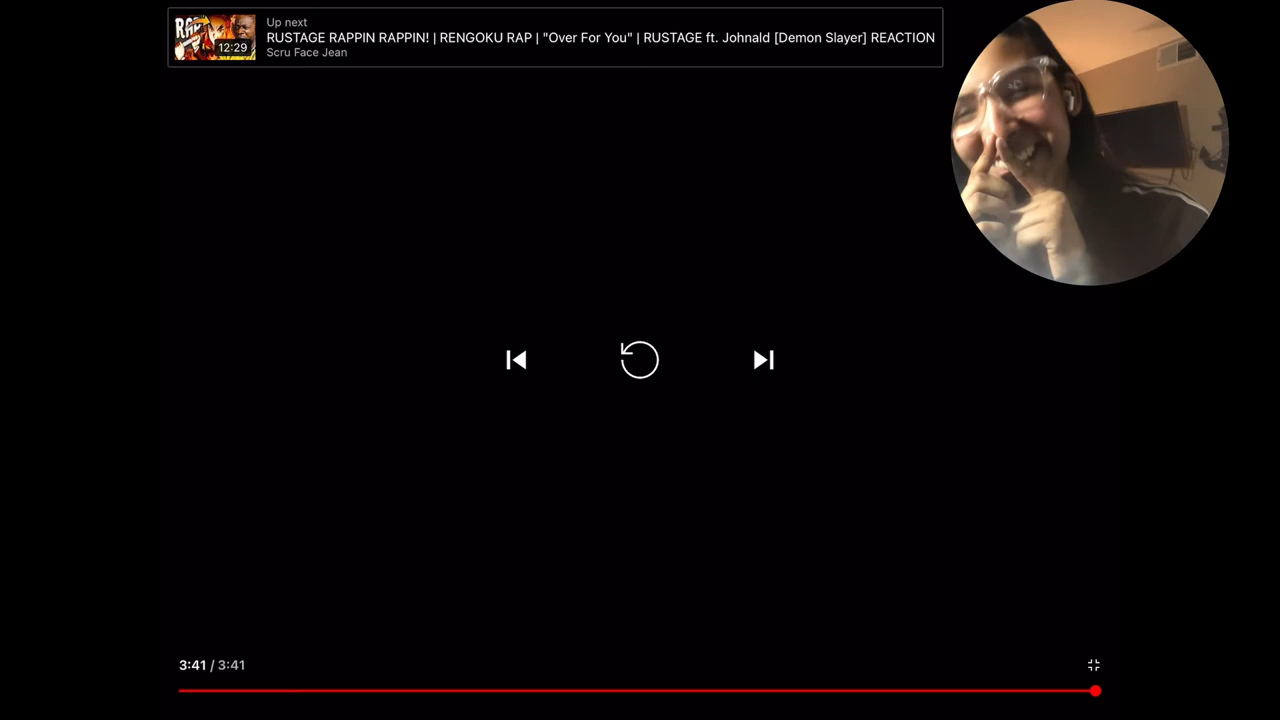 Up next
RUSTAGE RAPPIN RAPPIN! | RENGOKU RAP | "Over For You" | RUSTAGE ft. Johnald [Demon Slayer] REACTION
12:29
Scru Face Jean
3:41 / 3:41